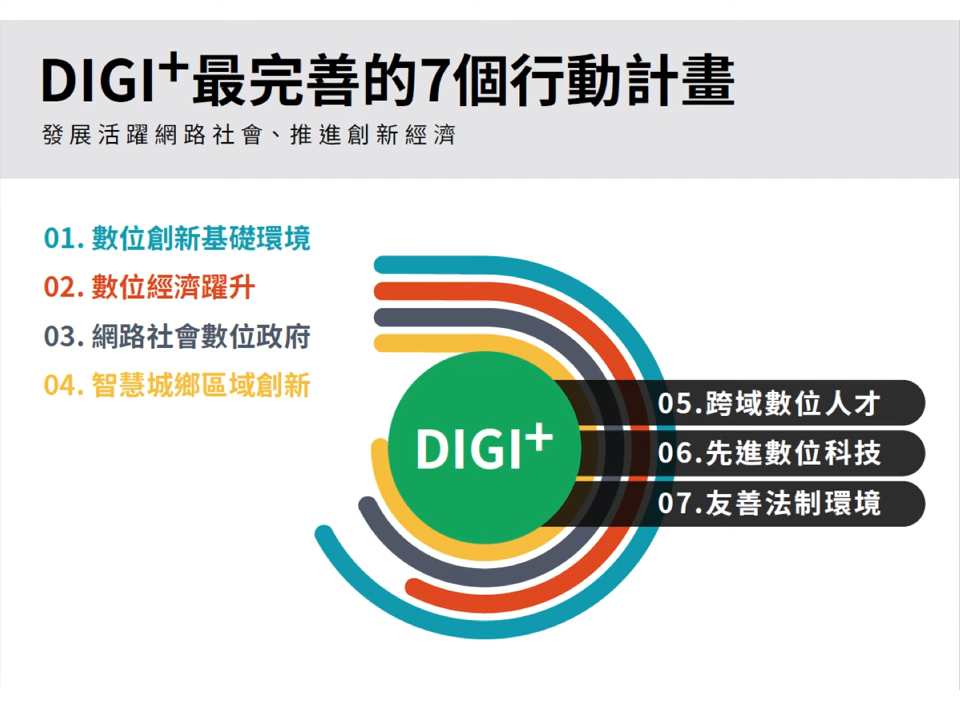 DIGI+最完善的7個行動計畫
發展活躍網路社會、推進創新經濟
01. 數位創新基礎環境
02. 數位經濟躍升
03. 網路社會數位政府
04. 智慧城鄉區域創新
DIGI+
05.跨域數位人才
06.先進數位科技
07.友善法制環境